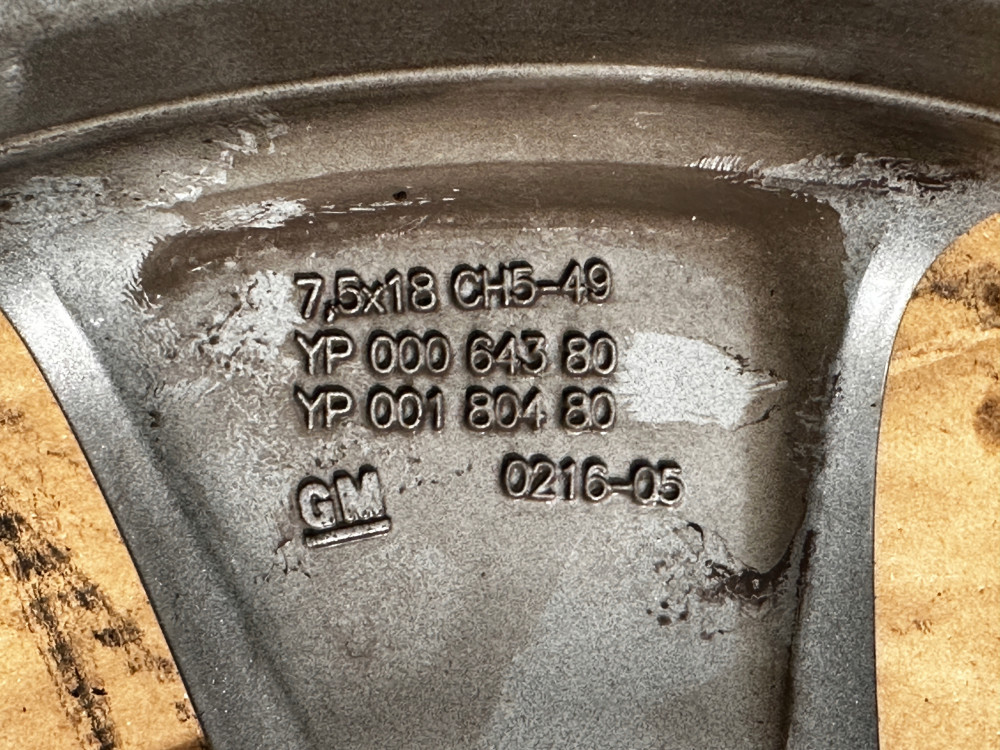 7,5x18 CH5-49
YP 000 643 80
YP 001 804 80
GM 0216-05